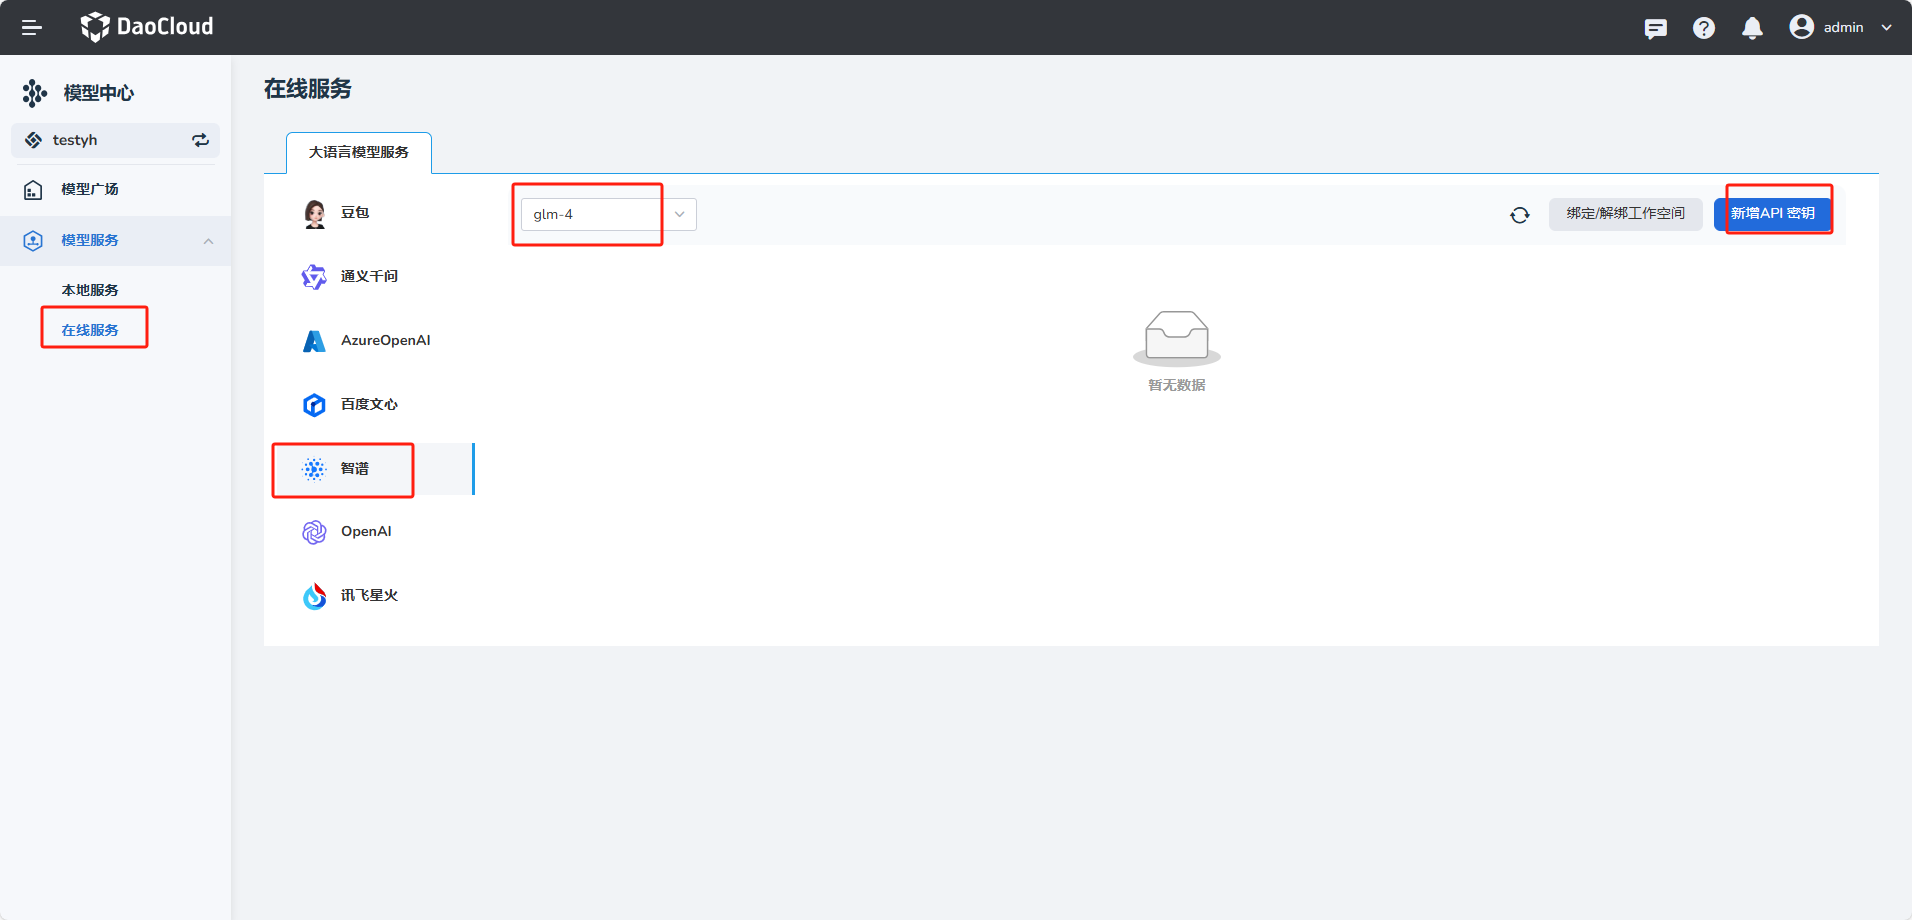 DaoCloud
admin
模型中心
testyh
模型广场
模型服务
本地服务
在线服务
在线服务
大语言模型服务
豆包
通义千问
AzureOpenAI
百度文心
智谱
OpenAI
讯飞星火
glm-4
绑定/解绑工作空间
新增API 密钥
暂无数据